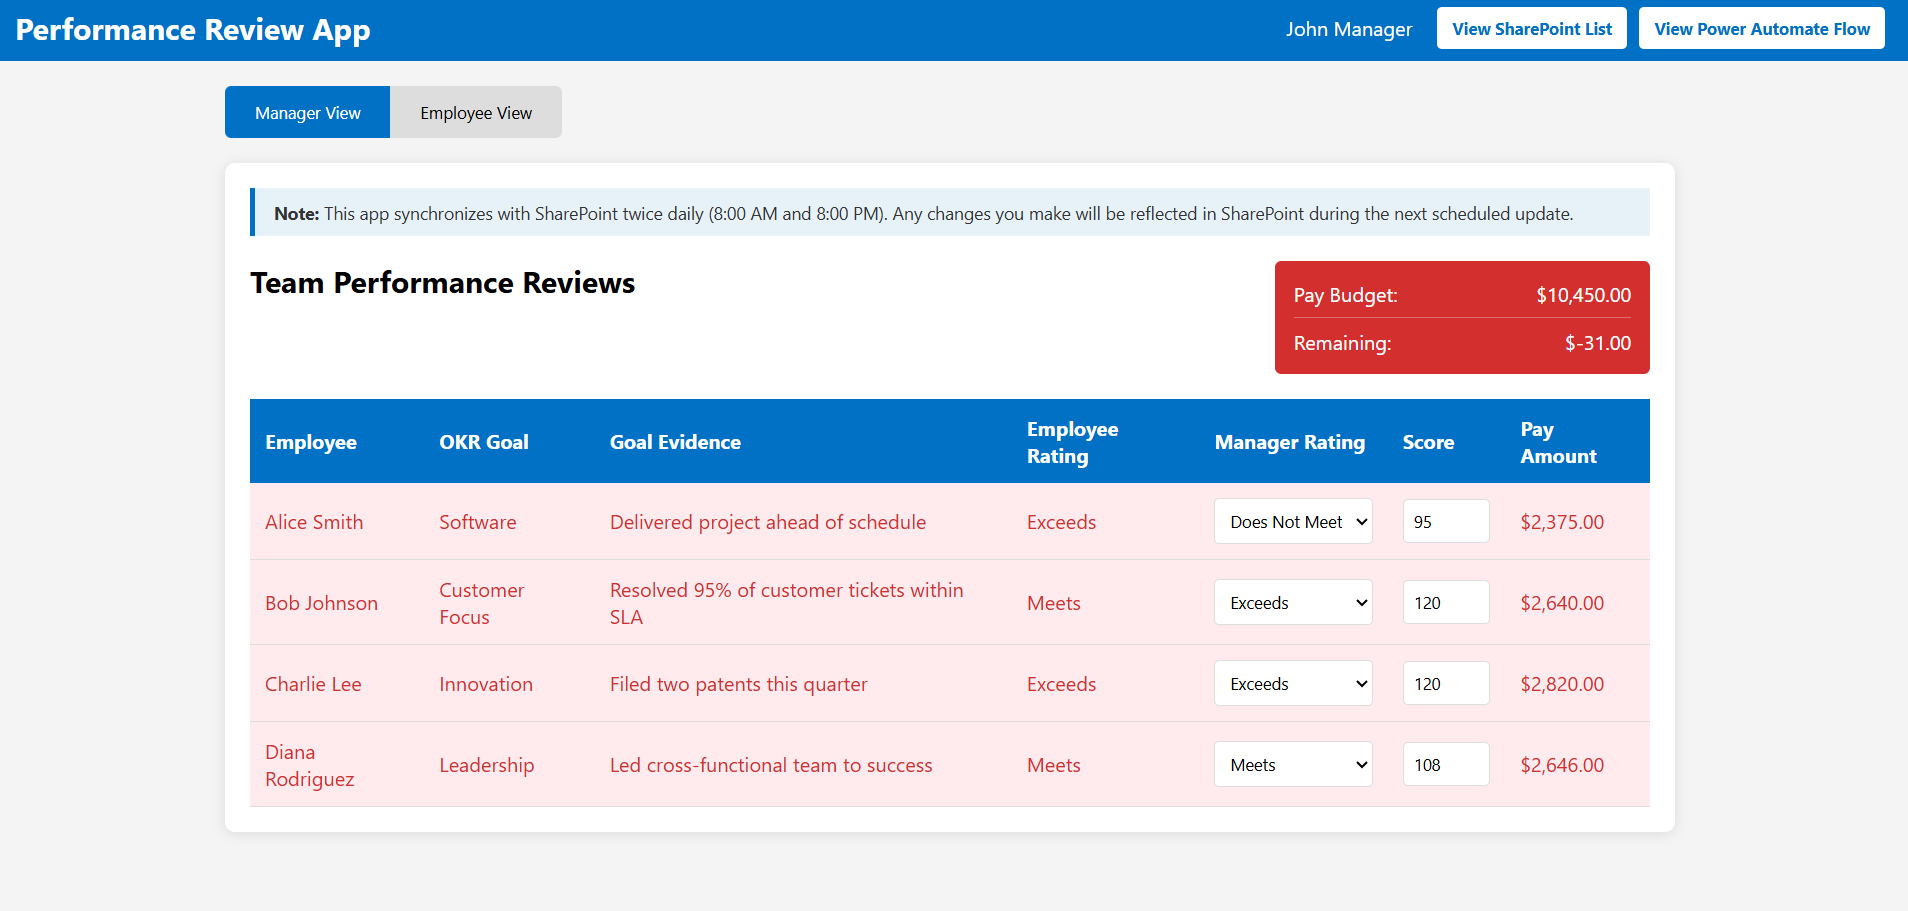 Performance Review App
John Manager
View SharePoint List
View Power Automate Flow
Manager View
Employee View
Note: This app synchronizes with SharePoint twice daily (8:00 AM and 8:00 PM). Any changes you make will be reflected in SharePoint during the next scheduled update.
Team Performance Reviews
Pay Budget: $10,450.00
Remaining: $-31.00
Employee
OKR Goal
Goal Evidence
Employee
Rating
Manager Rating
Score
Pay
Amount
Alice Smith
Software
Delivered project ahead of schedule
Exceeds
Does Not Meet
95
$2,375.00
Bob Johnson
Customer
Focus
Resolved 95% of customer tickets within
SLA
Meets
Exceeds
120
$2,640.00
Charlie Lee
Innovation
Filed two patents this quarter
Exceeds
Exceeds
120
$2,820.00
Diana
Rodriguez
Leadership
Led cross-functional team to success
Meets
Meets
108
$2,646.00